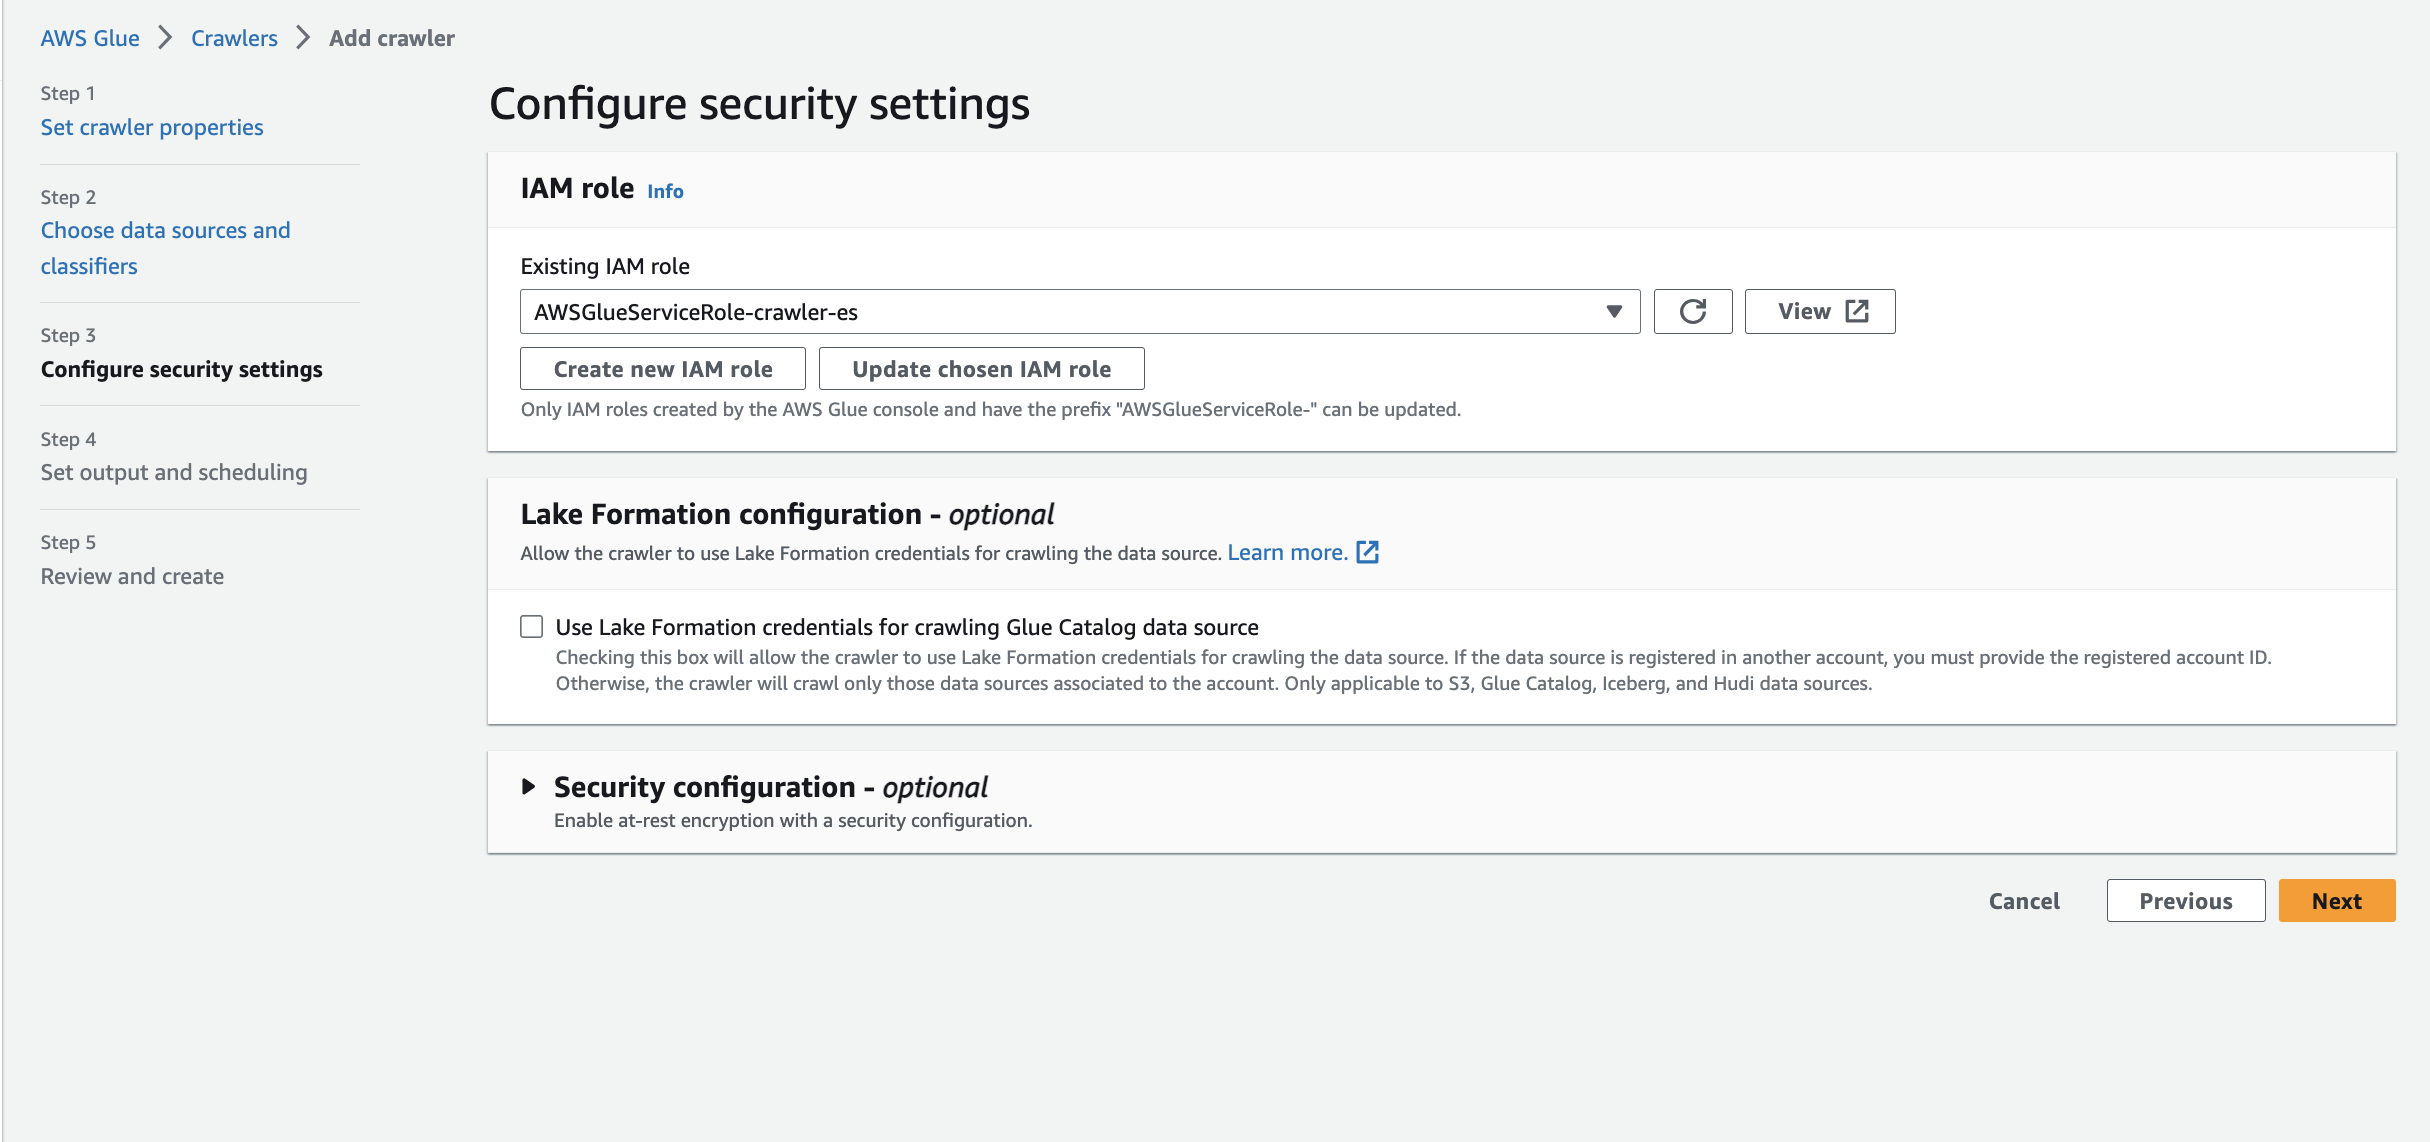 AWS Glue > Crawlers > Add crawler
Step 1
Set crawler properties
Step 2
Choose data sources and
classifiers
Step 3
Configure security settings
Step 4
Set output and scheduling
Step 5
Review and create
Configure security settings
IAM role Info
Existing IAM role
AWSGlueServiceRole-crawler-es
View
Create new IAM role
Update chosen IAM role
Only IAM roles created by the AWS Glue console and have the prefix "AWSGlueServiceRole-" can be updated.
Lake Formation configuration - optional
Allow the crawler to use Lake Formation credentials for crawling the data source. Learn more.
Use Lake Formation credentials for crawling Glue Catalog data source
Checking this box will allow the crawler to use Lake Formation credentials for crawling the data source. If the data source is registered in another account, you must provide the registered account ID.
Otherwise, the crawler will crawl only those data sources associated to the account. Only applicable to S3, Glue Catalog, Iceberg, and Hudi data sources.
Security configuration - optional
Enable at-rest encryption with a security configuration.
Cancel
Previous
Next